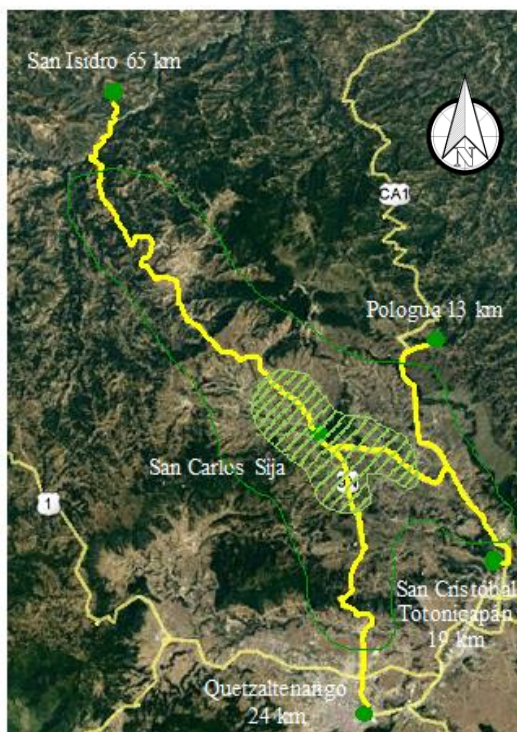 San Isidro 65 km
N
CA1
Pologua 13 km
San Carlos Sija
1
San Cristóbal
Totonicapán
19 km
Quetzaltenango
24 km